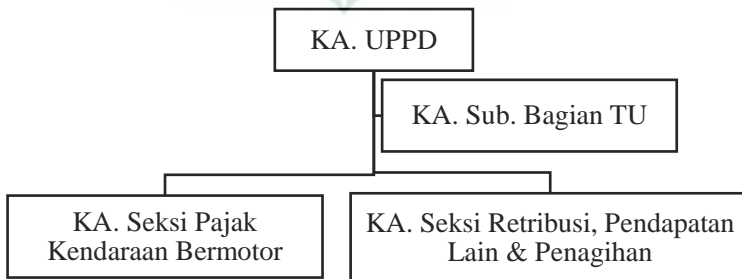 KA. UPPD
KA. Sub. Bagian TU
KA. Seksi Pajak
Kendaraan Bermotor
KA. Seksi Retribusi, Pendapatan
Lain & Penagihan